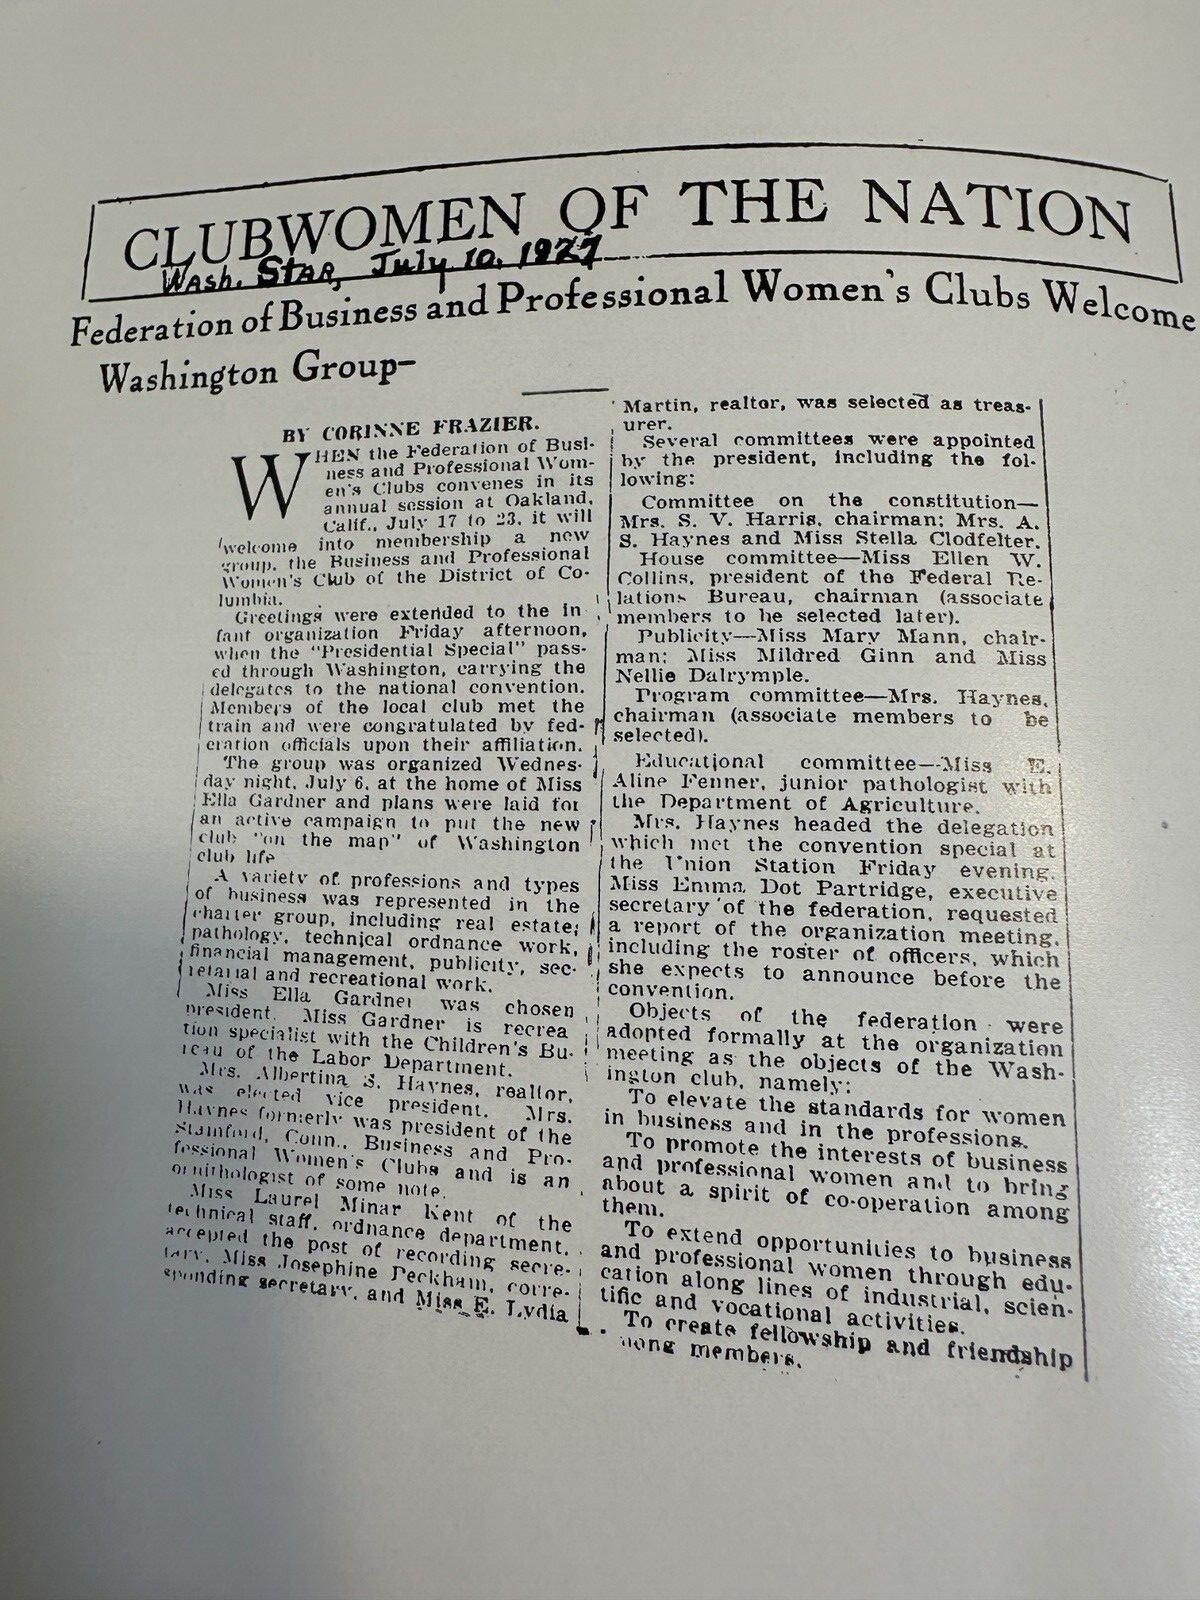 CLUBWOMEN OF THE NATION
Wash. Star, July 10, 1927
Federation of Business and Professional Women's Clubs Welcome
Washington Group—
BY CORINNE FRAZIER.
WHEN the Federation of Busi-
ness and Professional Wom-
en's Clubs convenes in its
annual session at Oakland,
Calif., July 17 to 23, it will
welcome into membership a new
group, the Business and Professional
Women's Club of the District of Co-
lumbia.
Greetings were extended to the in
fant organization Friday afternoon,
when the "Presidential Special" pass-
ed through Washington, carrying the
delegates to the national convention.
Members of the local club met the
train and were congratulated by fed-
eration officials upon their affiliation.
The group was organized Wednes-
day night, July 6, at the home of Miss
Ella Gardner and plans were laid for
an active campaign to put the new
club "on the map" of Washington
club life
A variety of professions and types
of business was represented in the
charter group, including real estate,
pathology, technical ordnance work,
financial management, publicity, sec-
retarial and recreational work.
Miss Ella Gardner was chosen
president. Miss Gardner is recrea
tion specialist with the Children's Bu-
reau of the Labor Department.
Mrs. Albertina S. Haynes, realtor,
was elected vice president. Mrs.
Haynes formerly was president of the
Stamford, Conn., Business and Pro-
fessional Women's Clubs and is an
ornithologist of some note.
Miss Laurel Minar Kent of the
technical staff, ordnance department,
accepted the post of recording secre-
tary, Miss Josephine Peckham, corre-
sponding secretary, and Miss E. Lydia
Martin, realtor, was selected as treas-
urer.
Several committees were appointed
by the president, including the fol-
lowing:
Committee on the constitution—
Mrs. S. V. Harris, chairman; Mrs. A.
S. Haynes and Miss Stella Clodfelter.
House committee—Miss Ellen W.
Collins, president of the Federal Re-
lations Bureau, chairman (associate
members to be selected later).
Publicity—Miss Mary Mann, chair-
man; Miss Mildred Ginn and Miss
Nellie Dalrymple.
Program committee—Mrs. Haynes,
chairman (associate members to be
selected).
Educational committee—Miss E.
Aline Fenner, junior pathologist with
the Department of Agriculture.
Mrs. Haynes headed the delegation
which met the convention special at
the Union Station Friday evening.
Miss Emma Dot Partridge, executive
secretary of the federation, requested
a report of the organization meeting,
including the roster of officers, which
she expects to announce before the
convention.
Objects of the federation were
adopted formally at the organization
meeting as the objects of the Wash-
ington club, namely:
To elevate the standards for women
in business and in the professions.
To promote the interests of business
and professional women and to bring
about a spirit of co-operation among
them.
To extend opportunities to business
and professional women through edu-
cation along lines of industrial, scien-
tific and vocational activities.
To create fellowship and friendship
mong members.